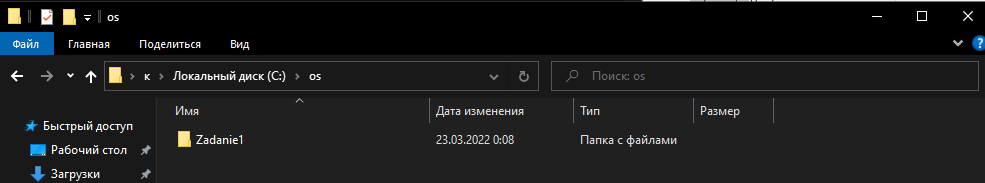 os
Файл Главная Поделиться Вид
к Локальный диск (C:) os Поиск: os
Имя Дата изменения Тип Размер
Быстрый доступ
Zadanie1 23.03.2022 0:08 Папка с файлами
Рабочий стол
Загрузки